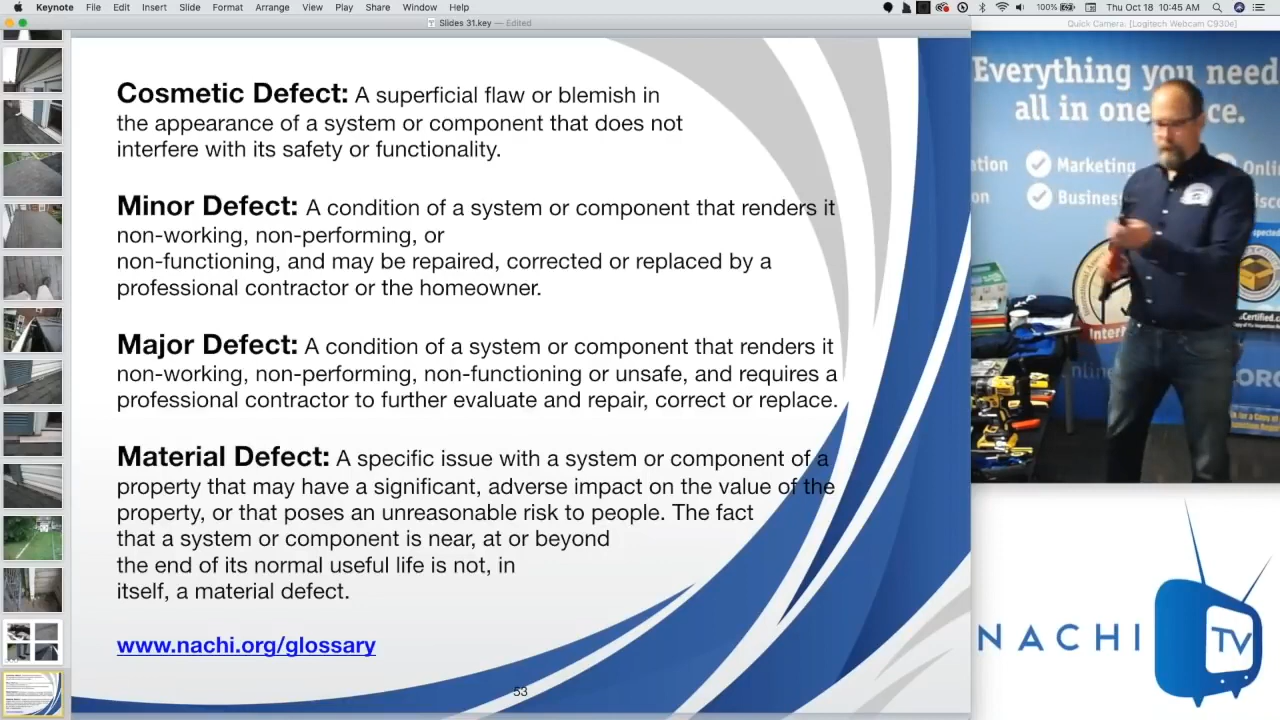 Keynote File Edit Insert Slide Format Arrange View Play Share Window Help
100% Thu Oct 18 10:45 AM
Slides 31.key — Edited
Quick Camera: [Logitech Webcam C930e]
Cosmetic Defect: A superficial flaw or blemish in
the appearance of a system or component that does not
interfere with its safety or functionality.
Minor Defect: A condition of a system or component that renders it
non-working, non-performing, or
non-functioning, and may be repaired, corrected or replaced by a
professional contractor or the homeowner.
Major Defect: A condition of a system or component that renders it
non-working, non-performing, non-functioning or unsafe, and requires a
professional contractor to further evaluate and repair, correct or replace.
Material Defect: A specific issue with a system or component of a
property that may have a significant, adverse impact on the value of the
property, or that poses an unreasonable risk to people. The fact
that a system or component is near, at or beyond
the end of its normal useful life is not, in
itself, a material defect.
www.nachi.org/glossary
53
Everything you need
all in one
Marketing
Onli
Busines
NACHI TV